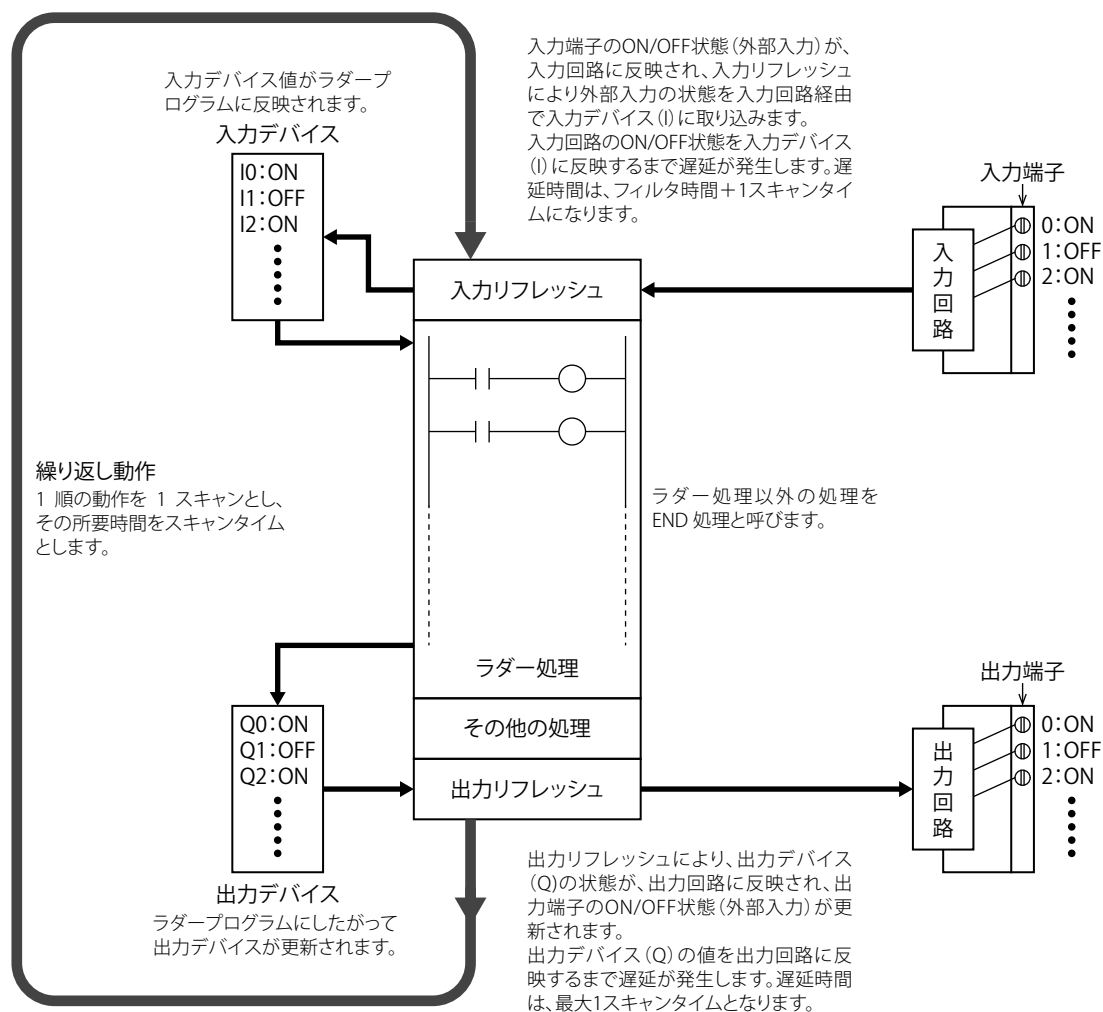 入力デバイス値がラダープ
ログラムに反映されます。
入力デバイス
I0：ON
I1：OFF
I2：ON
入力端子のON/OFF状態（外部入力）が、
入力回路に反映され、入力リフレッシュ
により外部入力の状態を入力回路経由
で入力デバイス（I）に取り込みます。
入力回路のON/OFF状態を入力デバイス
（I）に反映するまで遅延が発生します。遅
延時間は、フィルタ時間＋1スキャンタイ
ムになります。
入力端子
0：ON
1：OFF
2：ON
入力回路
入力リフレッシュ
繰り返し動作
1 順の動作を 1 スキャンとし、
その所要時間をスキャンタイム
とします。
ラダー処理以外の処理を
END 処理と呼びます。
ラダー処理
その他の処理
出力リフレッシュ
Q0：ON
Q1：OFF
Q2：ON
出力デバイス
ラダープログラムにしたがって
出力デバイスが更新されます。
出力端子
0：ON
1：OFF
2：ON
出力回路
出力リフレッシュにより、出力デバイス
（Q)の状態が、出力回路に反映され、出
力端子のON/OFF状態（外部入力）が更
新されます。
出力デバイス（Q）の値を出力回路に反
映するまで遅延が発生します。遅延時間
は、最大1スキャンタイムとなります。